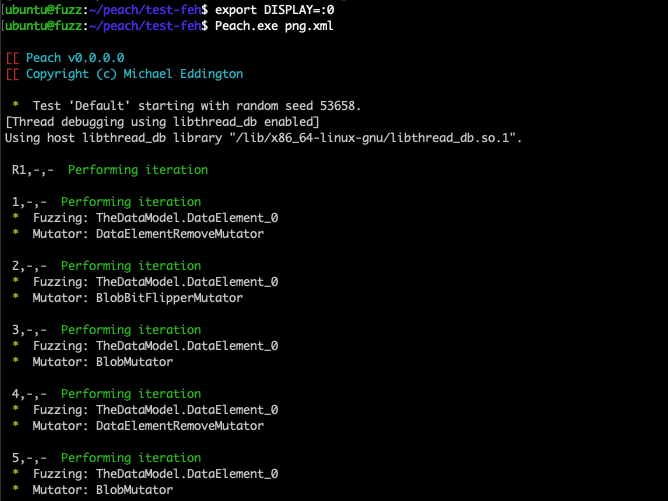 ubuntu@fuzz:~/peach/test-feh$ export DISPLAY=:0
ubuntu@fuzz:~/peach/test-feh$ Peach.exe png.xml
[[ Peach v0.0.0.0
[[ Copyright (c) Michael Eddington
* Test 'Default' starting with random seed 53658.
[Thread debugging using libthread_db enabled]
Using host libthread_db library "/lib/x86_64-linux-gnu/libthread_db.so.1".
R1,-,- Performing iteration
1,-,- Performing iteration
* Fuzzing: TheDataModel.DataElement_0
* Mutator: DataElementRemoveMutator
2,-,- Performing iteration
* Fuzzing: TheDataModel.DataElement_0
* Mutator: BlobBitFlipperMutator
3,-,- Performing iteration
* Fuzzing: TheDataModel.DataElement_0
* Mutator: BlobMutator
4,-,- Performing iteration
* Fuzzing: TheDataModel.DataElement_0
* Mutator: DataElementRemoveMutator
5,-,- Performing iteration
* Fuzzing: TheDataModel.DataElement_0
* Mutator: BlobMutator